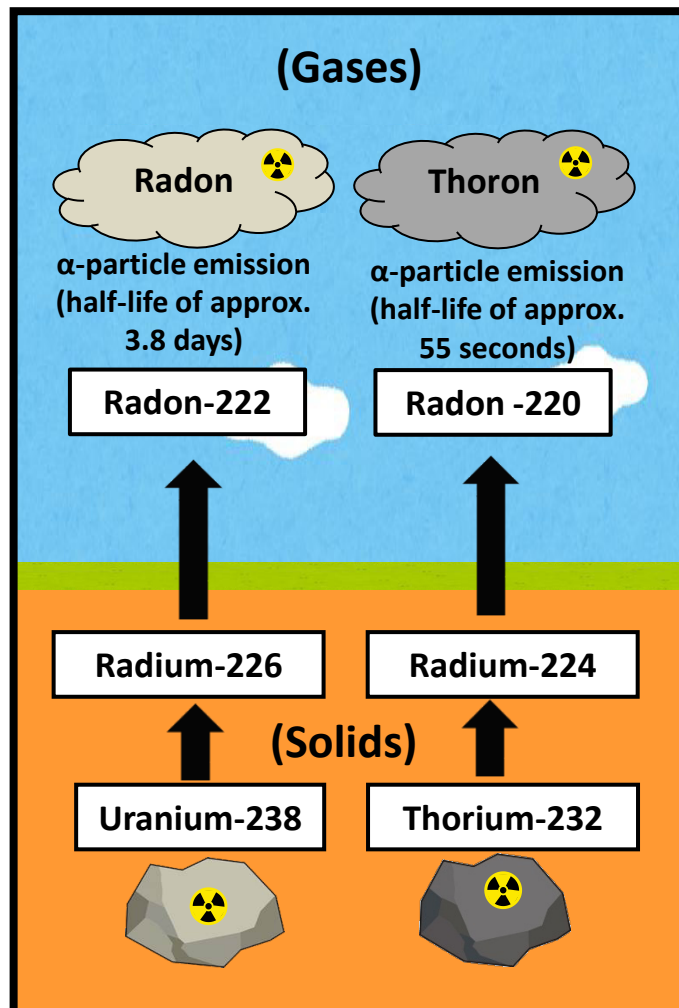 (Gases)
Radon
Thoron
α-particle emission
(half-life of approx.
3.8 days)
α-particle emission
(half-life of approx.
55 seconds)
Radon-222
Radon -220
Radium-226
Radium-224
(Solids)
Uranium-238
Thorium-232